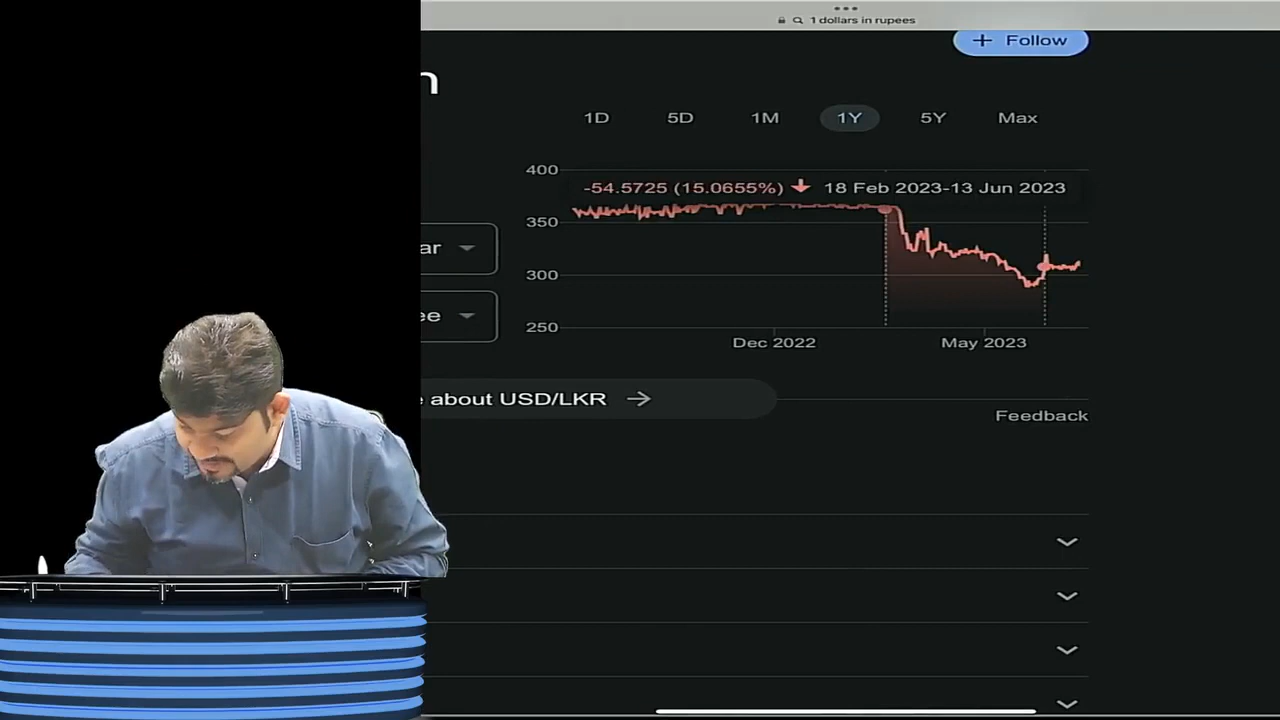 1 dollars in rupees
+ Follow
n
1D 5D 1M 1Y 5Y Max
400
-54.5725 (15.0655%) 18 Feb 2023-13 Jun 2023
350
ar
300
ee
250
Dec 2022 May 2023
e about USD/LKR
Feedback